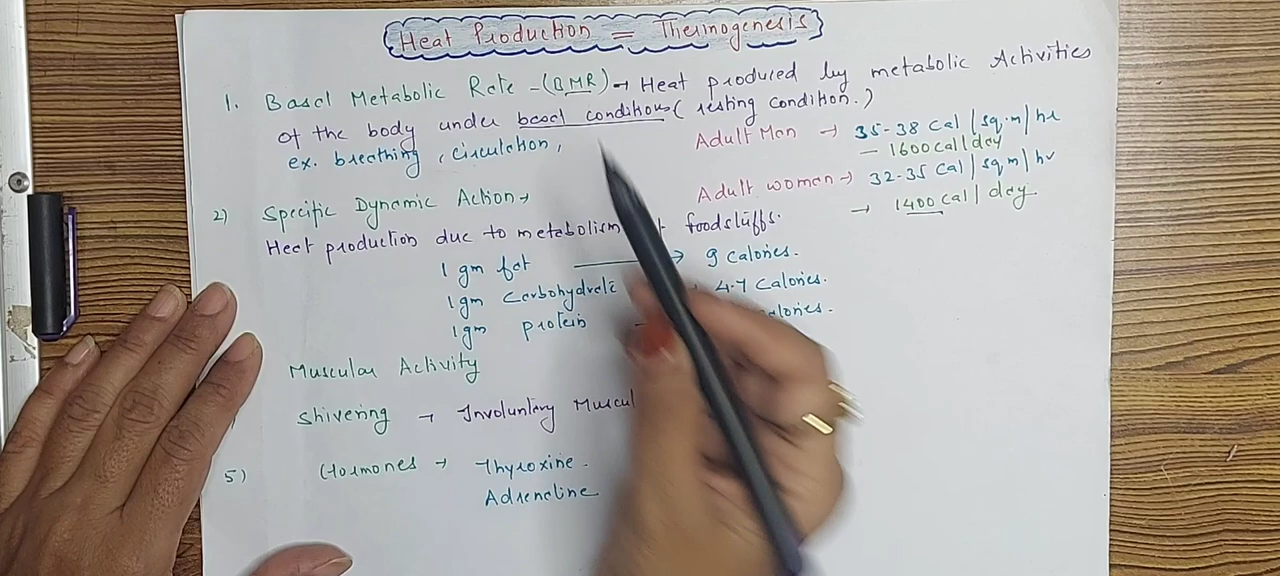 Heat Production = Thermogenesis
1. Basal Metabolic Rate - (BMR) → Heat produced by metabolic Activities
of the body under basal conditions (resting condition.)
ex. breathing, circulation,
Adult Man → 35-38 Cal/sq.m/hr
- 1600 Cal/day
2) Specific Dynamic Action →
Adult woman → 32-35 Cal/sq m/hr
→ 1400 Cal/day
Heat production due to metabolism foodstuffs.
1 gm fat → 9 Calories.
1 gm Carbohydrate 4.7 Calories.
1 gm protein
Muscular Activity
Shivering → Involuntary
5) Hormones → Thyroxine.
Adrenaline